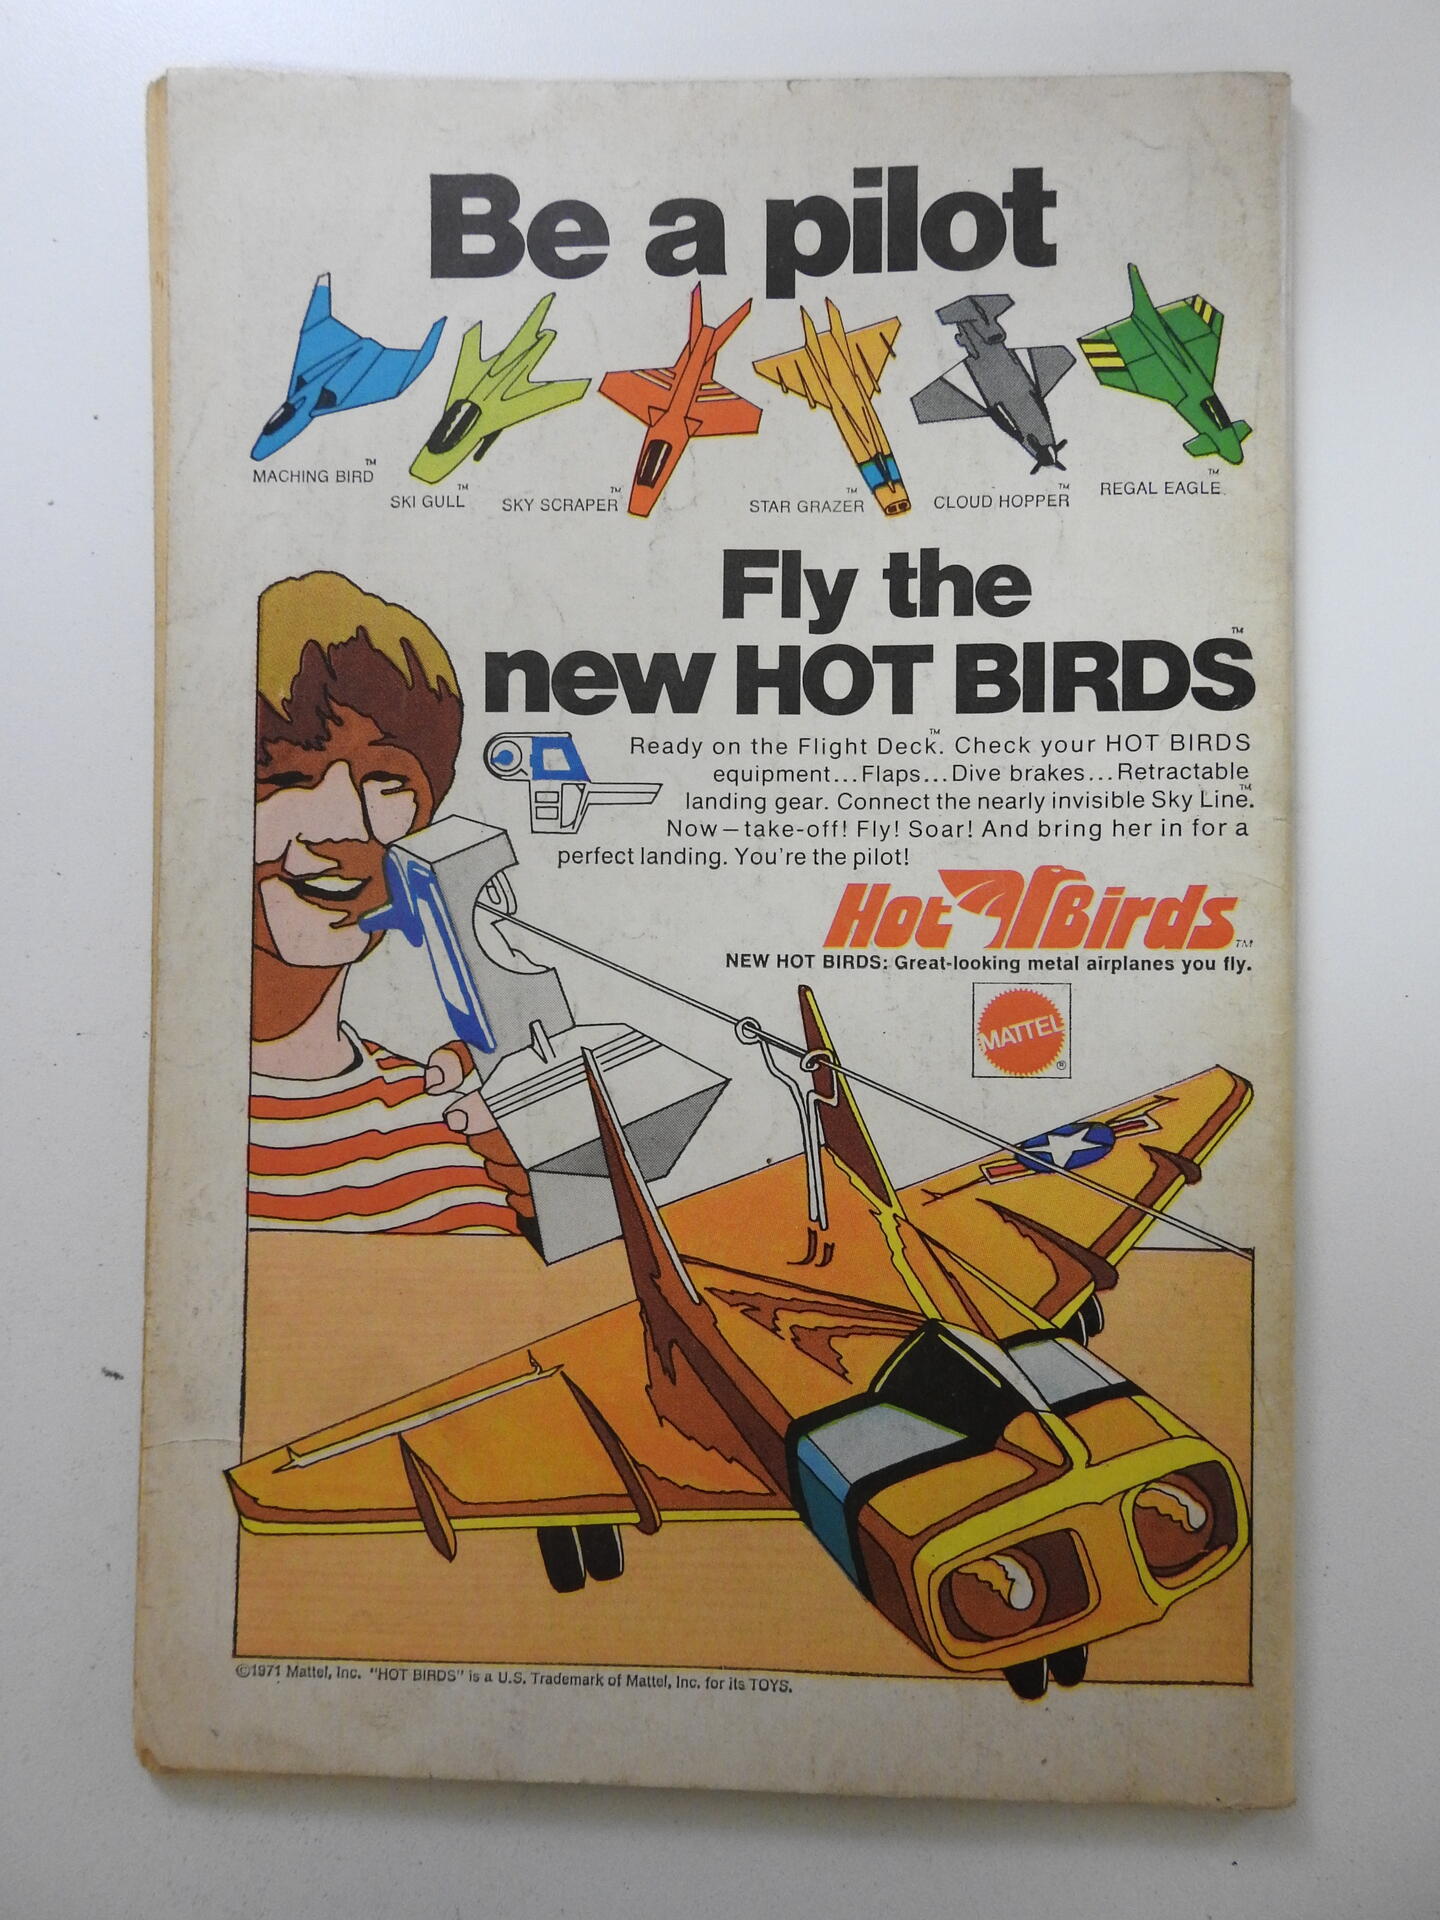 Be a pilot
MACHING BIRD™
SKI GULL™
SKY SCRAPER™
STAR GRAZER™
CLOUD HOPPER™
REGAL EAGLE™
Fly the
new HOT BIRDS™
Ready on the Flight Deck™. Check your HOT BIRDS
equipment...Flaps...Dive brakes...Retractable
landing gear. Connect the nearly invisible Sky Line™.
Now—take-off! Fly! Soar! And bring her in for a
perfect landing. You're the pilot!
Hot Birds™
NEW HOT BIRDS: Great-looking metal airplanes you fly.
MATTEL®
©1971 Mattel, Inc. "HOT BIRDS" is a U.S. Trademark of Mattel, Inc. for its TOYS.